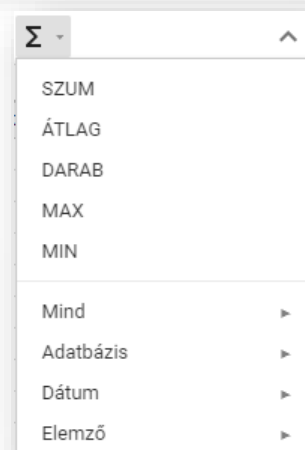 Σ
SZUM
ÁTLAG
DARAB
MAX
MIN
Mind
Adatbázis
Dátum
Elemző